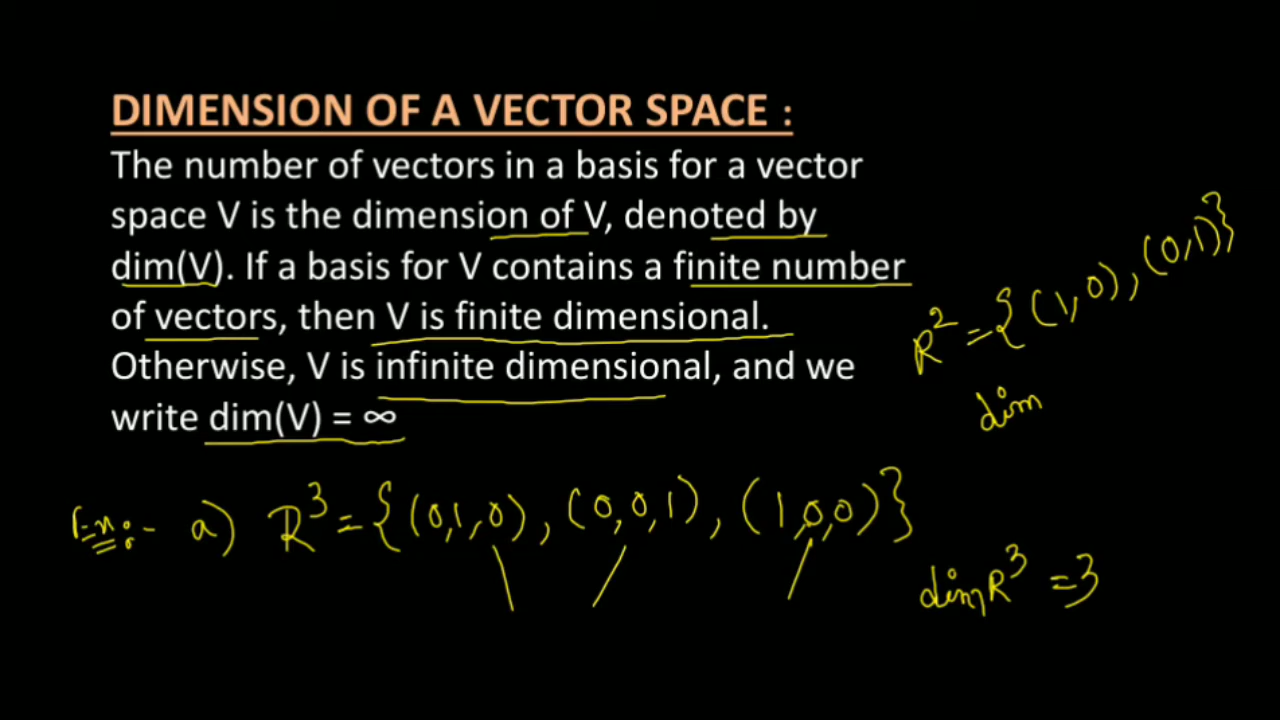 DIMENSION OF A VECTOR SPACE :
The number of vectors in a basis for a vector
space V is the dimension of V, denoted by
dim(V). If a basis for V contains a finite number
of vectors, then V is finite dimensional.
Otherwise, V is infinite dimensional, and we
write dim(V) = ∞
R² = {(1,0), (0,1)}
dim
Ex:- a) R³ = {(0,1,0), (0,0,1), (1,0,0)}
dim R³ = 3